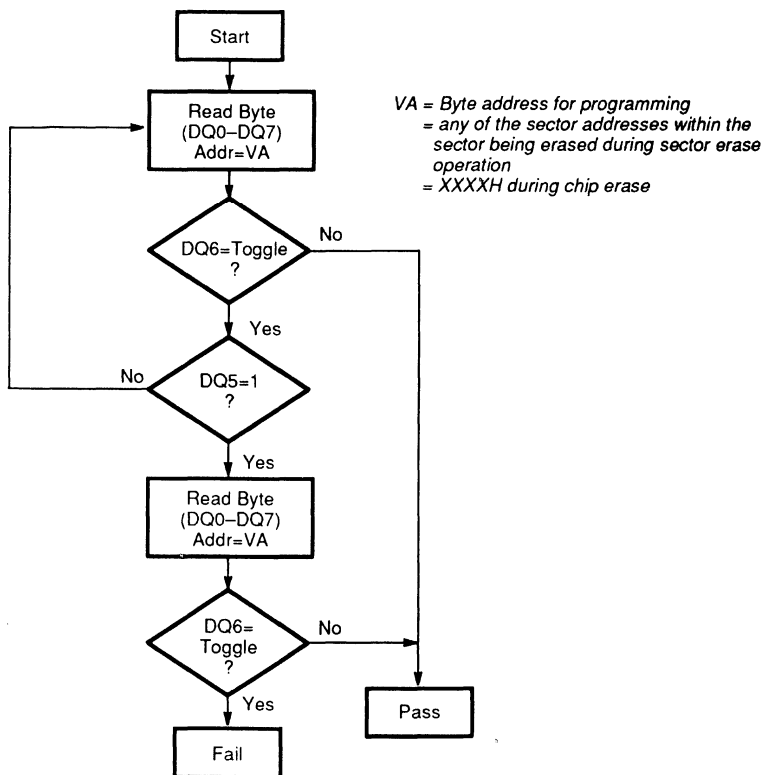 Start
Read Byte
(DQ0–DQ7)
Addr=VA
VA = Byte address for programming
= any of the sector addresses within the
sector being erased during sector erase
operation
= XXXXH during chip erase
DQ6=Toggle
?
No
Yes
DQ5=1
?
No
Yes
Read Byte
(DQ0–DQ7)
Addr=VA
DQ6=
Toggle
?
No
Yes
Pass
Fail